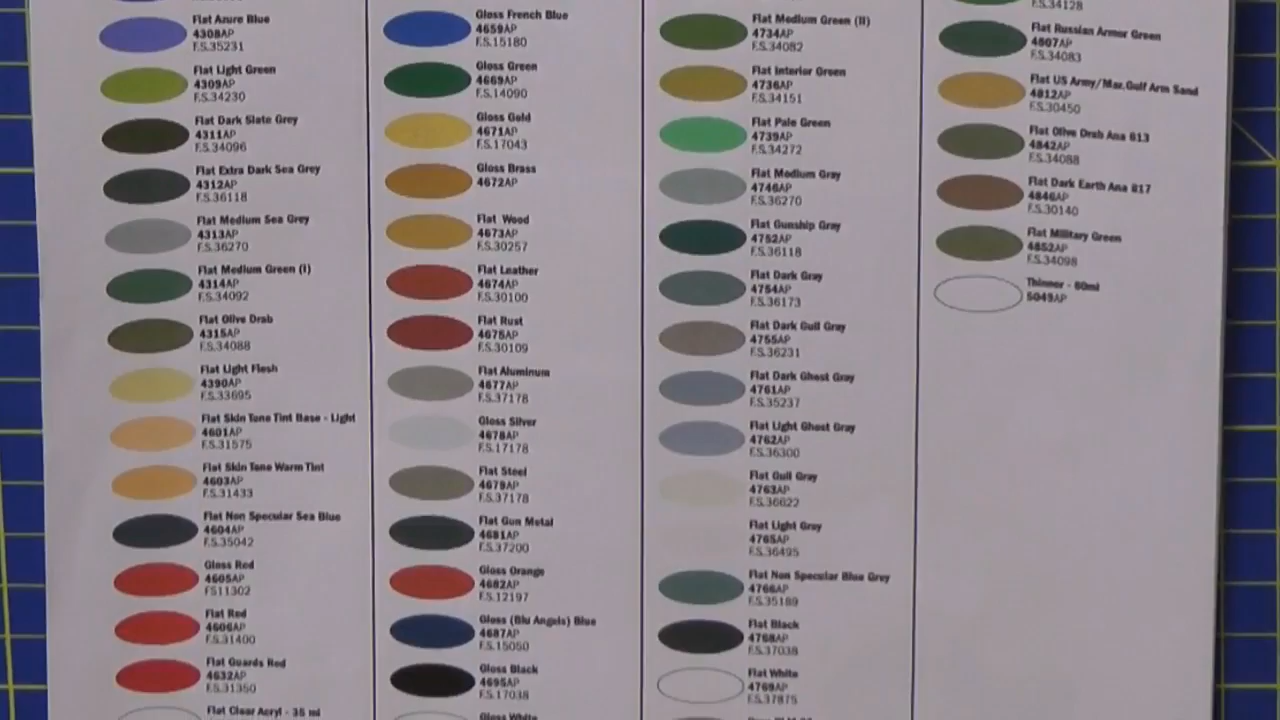 Flat Azure Blue
4308AP
F.S.35231
Flat Light Green
4309AP
F.S.34230
Flat Dark Slate Grey
4311AP
F.S.34096
Flat Extra Dark Sea Grey
4312AP
F.S.36118
Flat Medium Sea Grey
4313AP
F.S.36270
Flat Medium Green (I)
4314AP
F.S.34092
Flat Olive Drab
4315AP
F.S.34088
Flat Light Flesh
4390AP
F.S.33695
Flat Skin Tone Tint Base - Light
4601AP
F.S.31575
Flat Skin Tone Warm Tint
4603AP
F.S.31433
Flat Non Specular Sea Blue
4604AP
F.S.35042
Gloss Red
4605AP
FS11302
Flat Red
4606AP
F.S.31400
Flat Guards Red
4632AP
F.S.31350
Flat Clear Acryl - 35 ml
Gloss French Blue
4659AP
F.S.15180
Gloss Green
4669AP
F.S.14090
Gloss Gold
4671AP
F.S.17043
Gloss Brass
4672AP
Flat Wood
4673AP
F.S.30257
Flat Leather
4674AP
F.S.30100
Flat Rust
4675AP
F.S.30109
Flat Aluminum
4677AP
F.S.37178
Gloss Silver
4678AP
F.S.17178
Flat Steel
4679AP
F.S.37178
Flat Gun Metal
4681AP
F.S.37200
Gloss Orange
4682AP
F.S.12197
Gloss (Blu Angels) Blue
4687AP
F.S.15050
Gloss Black
4695AP
F.S.17038
Gloss White
Flat Medium Green (II)
4734AP
F.S.34082
Flat Interior Green
4736AP
F.S.34151
Flat Pale Green
4739AP
F.S.34272
Flat Medium Gray
4746AP
F.S.36270
Flat Gunship Gray
4752AP
F.S.36118
Flat Dark Gray
4754AP
F.S.36173
Flat Dark Gull Gray
4755AP
F.S.36231
Flat Dark Ghost Gray
4761AP
F.S.35237
Flat Light Ghost Gray
4762AP
F.S.36300
Flat Gull Gray
4763AP
F.S.36622
Flat Light Gray
4765AP
F.S.36495
Flat Non Specular Blue Grey
4766AP
F.S.35189
Flat Black
4768AP
F.S.37038
Flat White
4769AP
F.S.37875
F.S.34128
Flat Russian Armor Green
4807AP
F.S.34083
Flat US Army/Mar.Gulf Arm Sand
4812AP
F.S.30450
Flat Olive Drab Ana 613
4842AP
F.S.34088
Flat Dark Earth Ana 617
4846AP
F.S.30140
Flat Military Green
4852AP
F.S.34098
Thinner - 60ml
5049AP